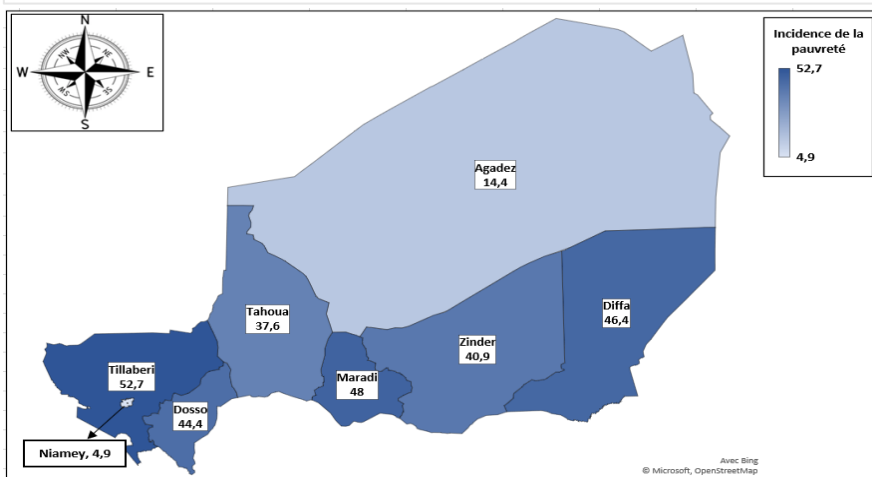 N
NW
NE
W
E
SW
SE
S
Incidence de la
pauvreté
52,7
4,9
Agadez
14,4
Diffa
46,4
Tahoua
37,6
Zinder
40,9
Tillaberi
52,7
Maradi
48
Dosso
44,4
Niamey, 4,9
Avec Bing
© Microsoft, OpenStreetMap